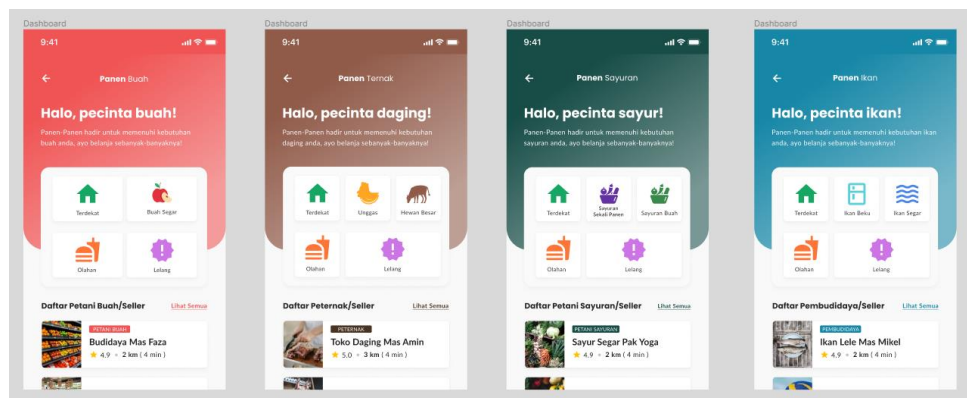 Dashboard
9:41
Panen Buah
Halo, pecinta buah!
Panen-Panen hadir untuk memenuhi kebutuhan
buah anda, ayo belanja sebanyak-banyaknya!
Terdekat
Buah Segar
Olahan
Lelang
Daftar Petani Buah/Seller
Lihat Semua
PETANI BUAH
Budidaya Mas Faza
4.9 • 2 km ( 4 min )
Dashboard
9:41
Panen Ternak
Halo, pecinta daging!
Panen-Panen hadir untuk memenuhi kebutuhan
daging anda, ayo belanja sebanyak-banyaknya!
Terdekat
Unggas
Hewan Besar
Olahan
Lelang
Daftar Peternak/Seller
Lihat Semua
PETERNAK
Toko Daging Mas Amin
5.0 • 3 km ( 4 min )
Dashboard
9:41
Panen Sayuran
Halo, pecinta sayur!
Panen-Panen hadir untuk memenuhi kebutuhan
sayuran anda, ayo belanja sebanyak-banyaknya!
Terdekat
Sayuran
Sekali Panen
Sayuran Buah
Olahan
Lelang
Daftar Petani Sayuran/Seller
Lihat Semua
PETANI SAYURAN
Sayur Segar Pak Yoga
4.9 • 2 km ( 4 min )
Dashboard
9:41
Panen Ikan
Halo, pecinta ikan!
Panen-Panen hadir untuk memenuhi kebutuhan ikan
anda, ayo belanja sebanyak-banyaknya!
Terdekat
Ikan Beku
Ikan Segar
Olahan
Lelang
Daftar Pembudidaya/Seller
Lihat Semua
PEMBUDIDAYA
Ikan Lele Mas Mikel
4.9 • 2 km ( 4 min )